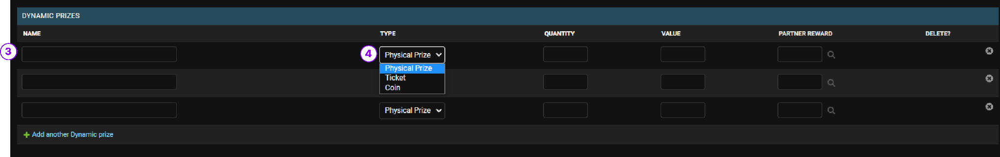 DYNAMIC PRIZES
NAME TYPE QUANTITY VALUE PARTNER REWARD DELETE?
3 4 Physical Prize
Physical Prize
Ticket
Coin
Physical Prize
Add another Dynamic prize